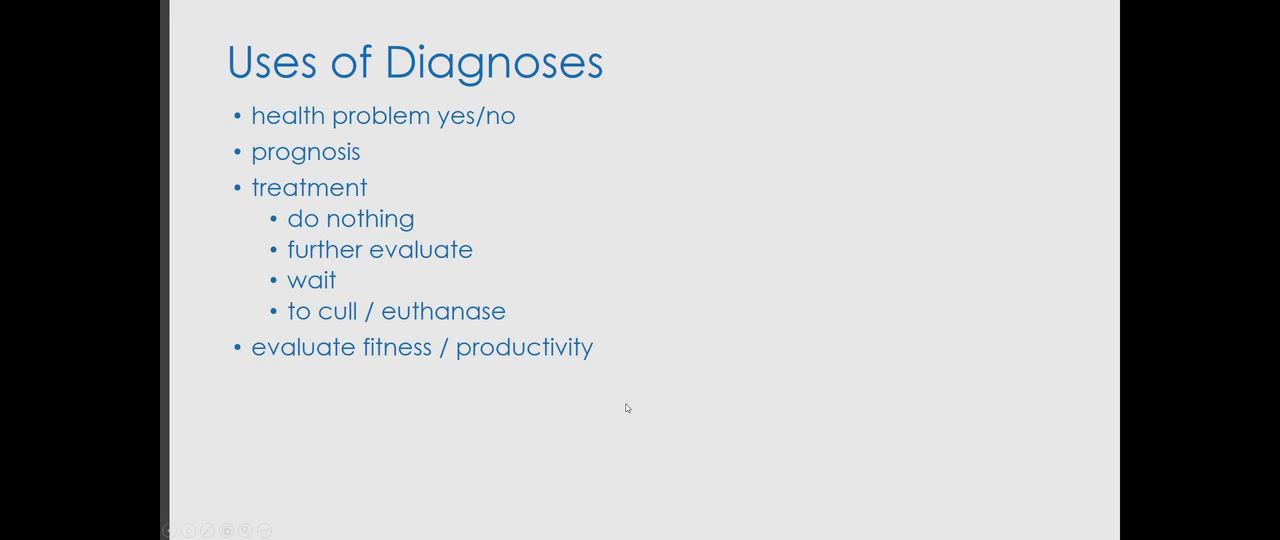 Uses of Diagnoses
• health problem yes/no
• prognosis
• treatment
• do nothing
• further evaluate
• wait
• to cull / euthanase
• evaluate fitness / productivity